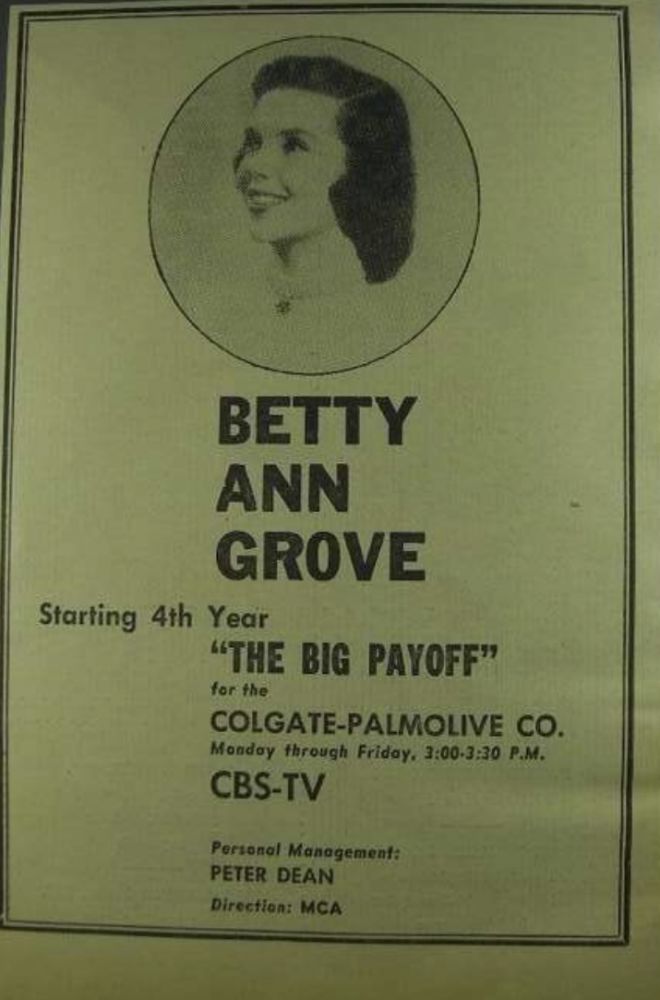 BETTY
ANN
GROVE
Starting 4th Year
“THE BIG PAYOFF”
for the
COLGATE-PALMOLIVE CO.
Monday through Friday, 3:00-3:30 P.M.
CBS-TV
Personal Management:
PETER DEAN
Direction: MCA